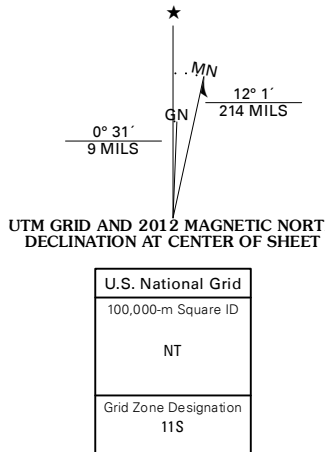 ★
MN
GN
12° 1´
214 MILS
0° 31´
9 MILS
UTM GRID AND 2012 MAGNETIC NORT
DECLINATION AT CENTER OF SHEET
U.S. National Grid
100,000-m Square ID
NT
Grid Zone Designation
11S